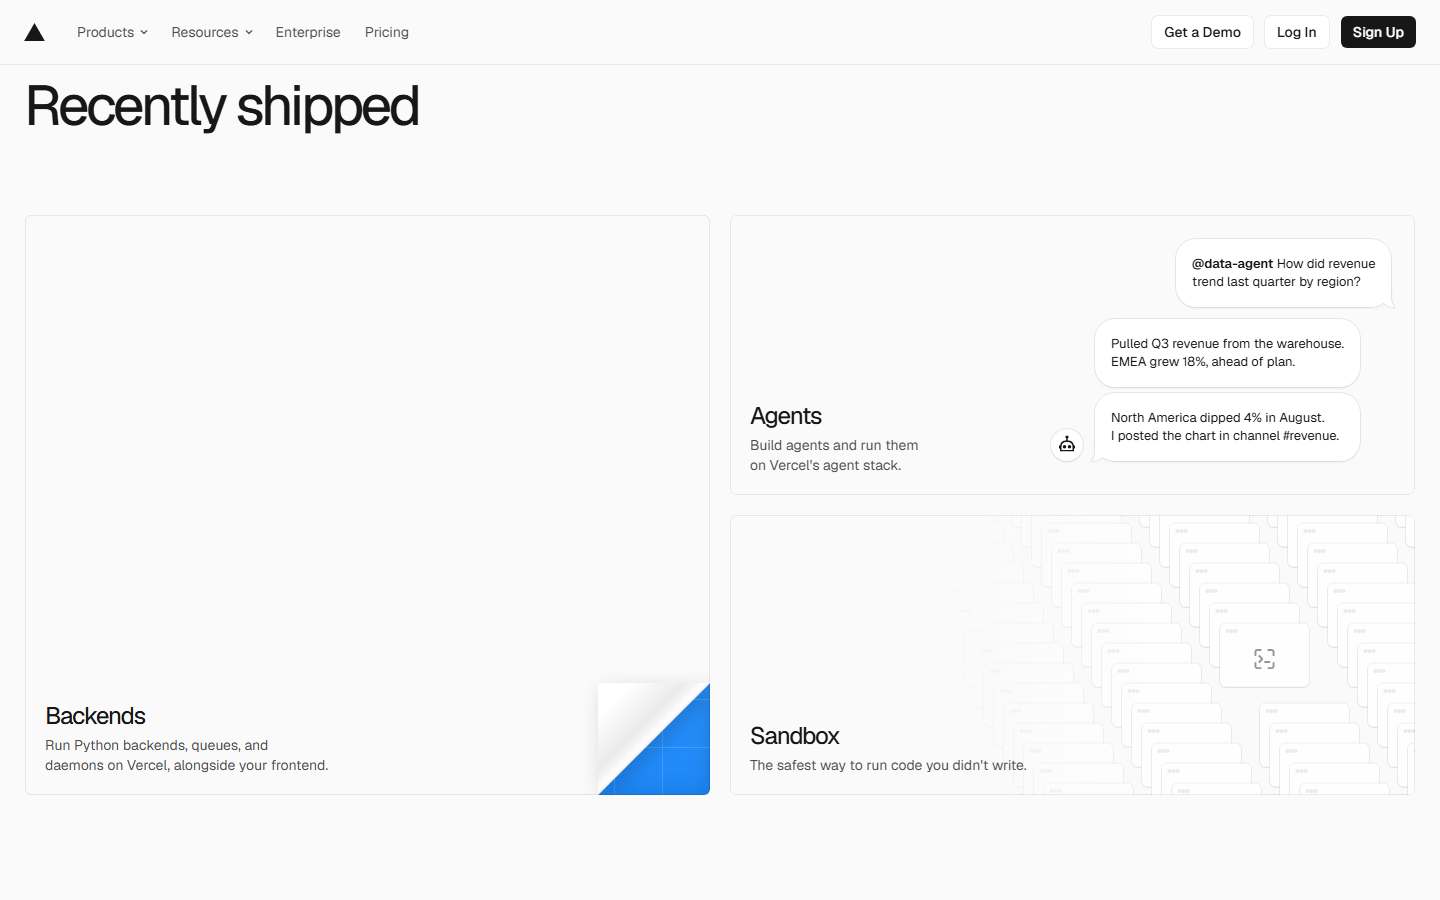 Products
Resources
Enterprise
Pricing
Get a Demo
Log In
Sign Up
Recently shipped
Backends
Run Python backends, queues, and
daemons on Vercel, alongside your frontend.
@data-agent How did revenue
trend last quarter by region?
Pulled Q3 revenue from the warehouse.
EMEA grew 18%, ahead of plan.
North America dipped 4% in August.
I posted the chart in channel #revenue.
Agents
Build agents and run them
on Vercel's agent stack.
Sandbox
The safest way to run code you didn't write.